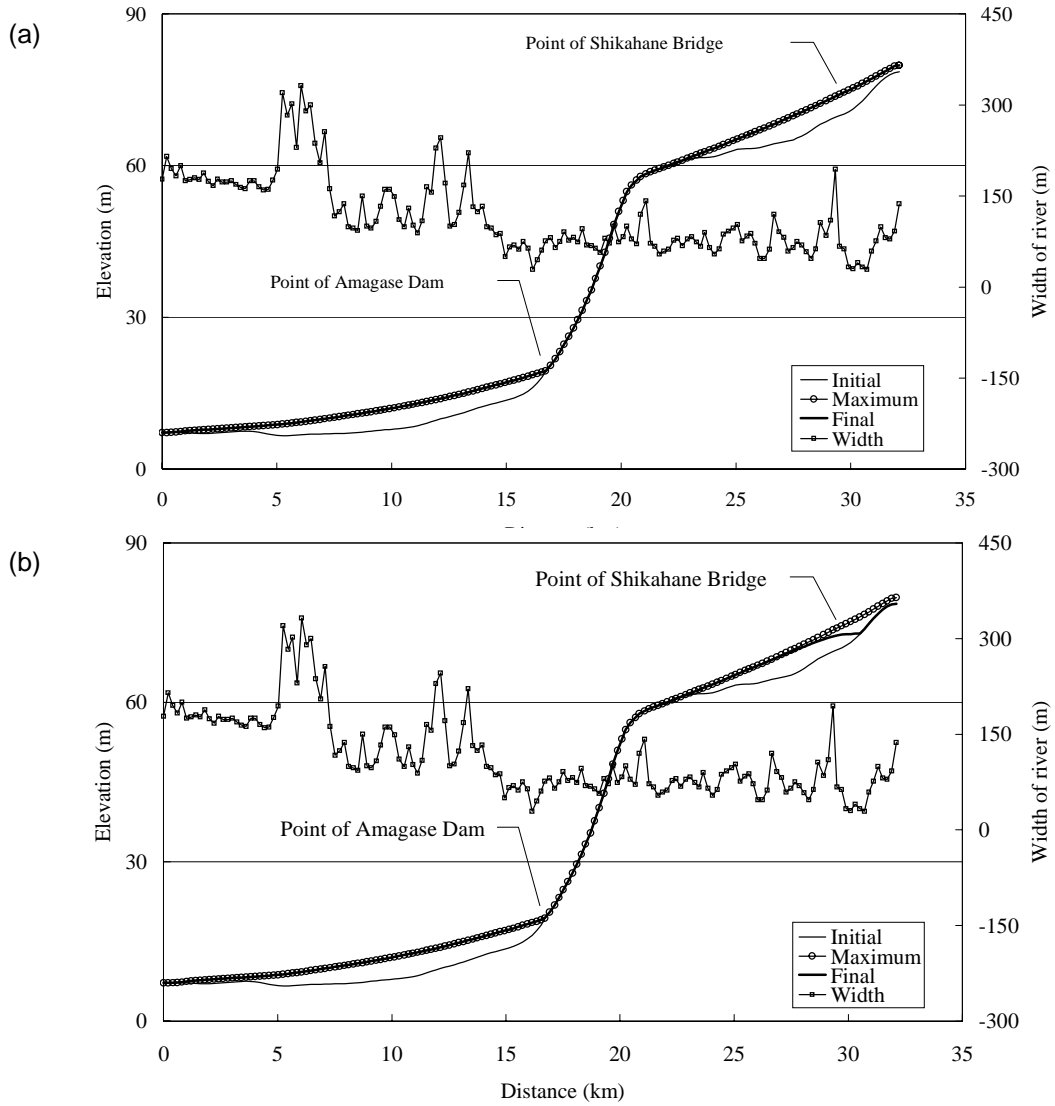 (a)
90
60
30
0
Elevation (m)
450
300
150
0
-150
-300
Width of river (m)
Point of Shikahane Bridge
Point of Amagase Dam
Initial
Maximum
Final
Width
0 5 10 15 20 25 30 35
(b)
90
60
30
0
Elevation (m)
450
300
150
0
-150
-300
Width of river (m)
Point of Shikahane Bridge
Point of Amagase Dam
Initial
Maximum
Final
Width
0 5 10 15 20 25 30 35
Distance (km)